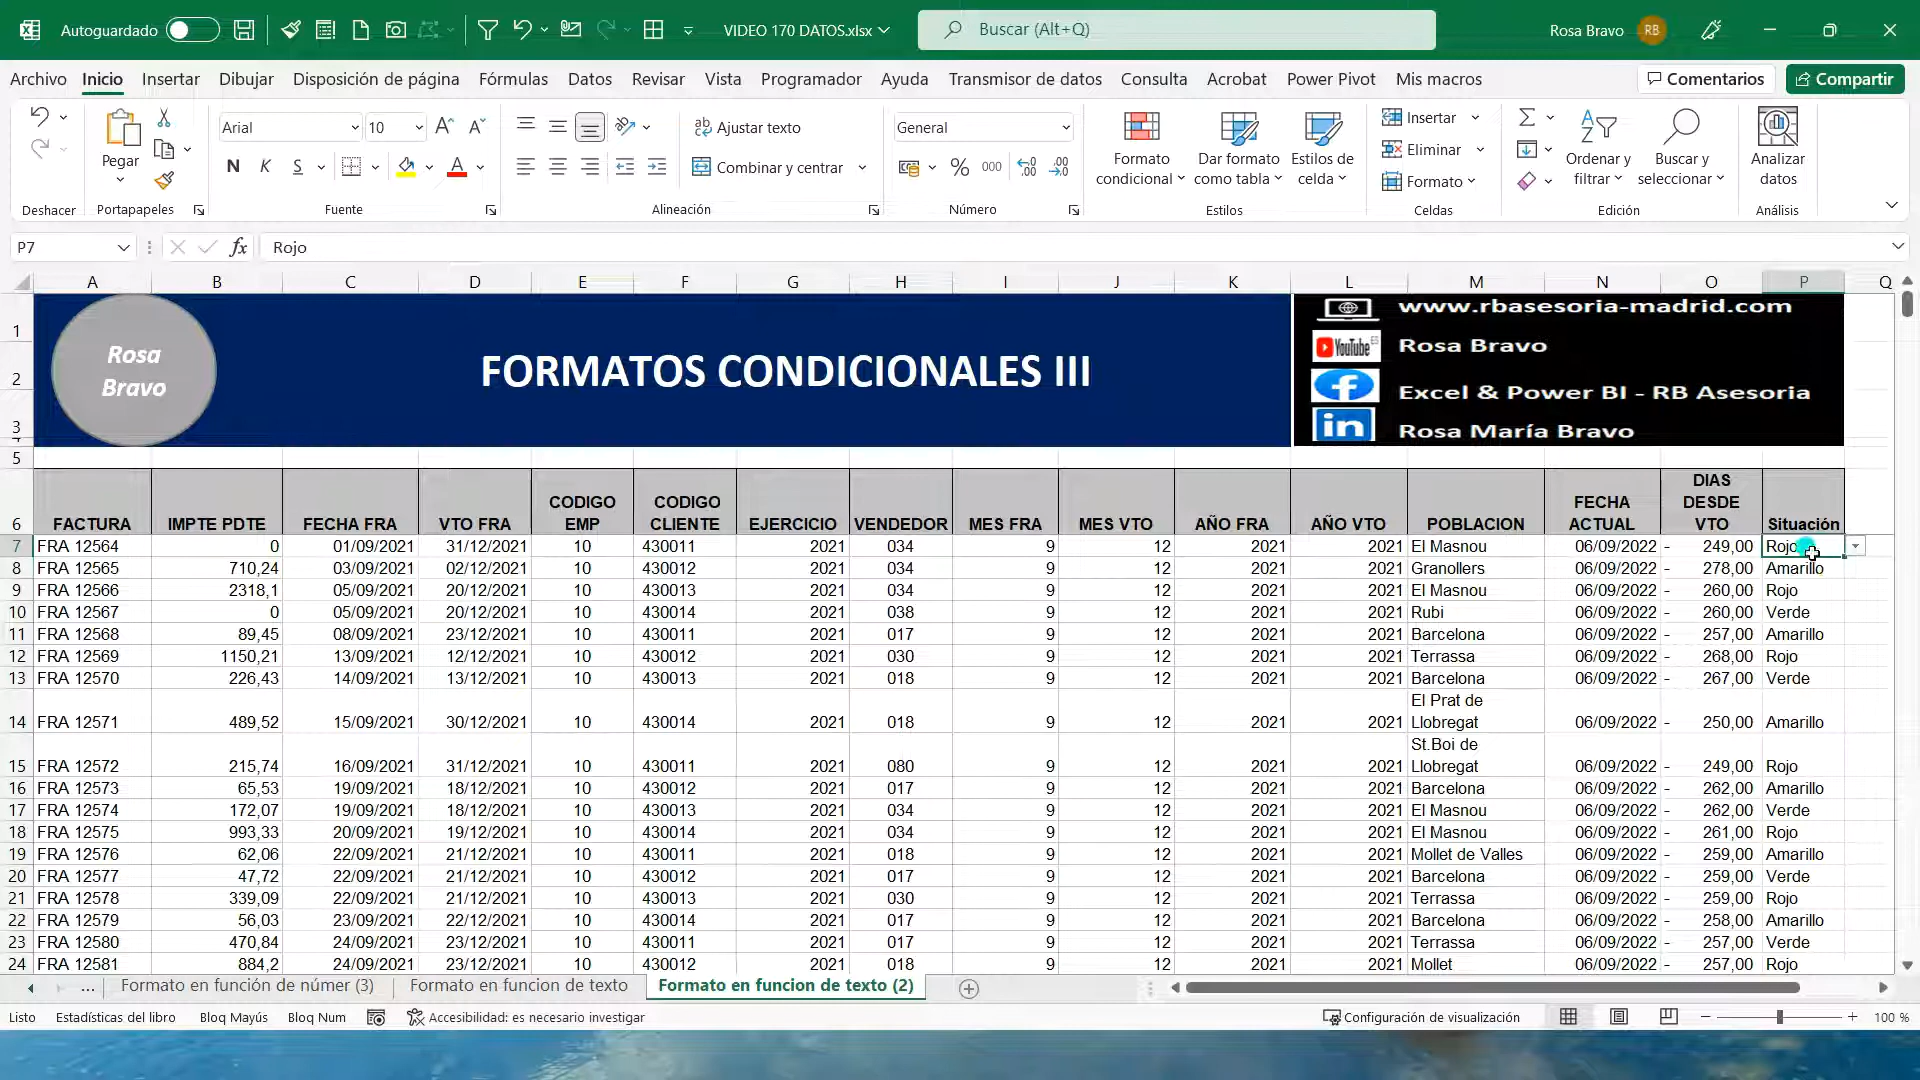 Autoguardado
VIDEO 170 DATOS.xlsx
Buscar (Alt+Q)
Rosa Bravo RB
Archivo Inicio Insertar Dibujar Disposición de página Fórmulas Datos Revisar Vista Programador Ayuda Transmisor de datos Consulta Acrobat Power Pivot Mis macros Comentarios Compartir
Pegar
Arial 10
N K S
Ajustar texto
Combinar y centrar
General
% 000
Formato condicional
Dar formato como tabla
Estilos de celda
Insertar
Eliminar
Formato
Ordenar y filtrar
Buscar y seleccionar
Analizar datos
Deshacer Portapapeles Fuente Alineación Número Estilos Celdas Edición Análisis
P7 fx Rojo
A B C D E F G H I J K L M N O P Q
1
2
3
4
5
Rosa
Bravo
FORMATOS CONDICIONALES III
www.rbasesoria-madrid.com
YouTube ES Rosa Bravo
f Excel & Power BI - RB Asesoria
in Rosa María Bravo
6 FACTURA IMPTE PDTE FECHA FRA VTO FRA CODIGO EMP CODIGO CLIENTE EJERCICIO VENDEDOR MES FRA MES VTO AÑO FRA AÑO VTO POBLACION FECHA ACTUAL DIAS DESDE VTO Situación
7 FRA 12564 0 01/09/2021 31/12/2021 10 430011 2021 034 9 12 2021 2021 El Masnou 06/09/2022 - 249,00 Rojo
8 FRA 12565 710,24 03/09/2021 02/12/2021 10 430012 2021 034 9 12 2021 2021 Granollers 06/09/2022 - 278,00 Amarillo
9 FRA 12566 2318,1 05/09/2021 20/12/2021 10 430013 2021 034 9 12 2021 2021 El Masnou 06/09/2022 - 260,00 Rojo
10 FRA 12567 0 05/09/2021 20/12/2021 10 430014 2021 038 9 12 2021 2021 Rubi 06/09/2022 - 260,00 Verde
11 FRA 12568 89,45 08/09/2021 23/12/2021 10 430011 2021 017 9 12 2021 2021 Barcelona 06/09/2022 - 257,00 Amarillo
12 FRA 12569 1150,21 13/09/2021 12/12/2021 10 430012 2021 030 9 12 2021 2021 Terrassa 06/09/2022 - 268,00 Rojo
13 FRA 12570 226,43 14/09/2021 13/12/2021 10 430013 2021 018 9 12 2021 2021 Barcelona 06/09/2022 - 267,00 Verde
14 FRA 12571 489,52 15/09/2021 30/12/2021 10 430014 2021 018 9 12 2021 2021 El Prat de Llobregat 06/09/2022 - 250,00 Amarillo
15 FRA 12572 215,74 16/09/2021 31/12/2021 10 430011 2021 080 9 12 2021 2021 St.Boi de Llobregat 06/09/2022 - 249,00 Rojo
16 FRA 12573 65,53 19/09/2021 18/12/2021 10 430012 2021 017 9 12 2021 2021 Barcelona 06/09/2022 - 262,00 Amarillo
17 FRA 12574 172,07 19/09/2021 18/12/2021 10 430013 2021 034 9 12 2021 2021 El Masnou 06/09/2022 - 262,00 Verde
18 FRA 12575 993,33 20/09/2021 19/12/2021 10 430014 2021 034 9 12 2021 2021 El Masnou 06/09/2022 - 261,00 Rojo
19 FRA 12576 62,06 22/09/2021 21/12/2021 10 430011 2021 018 9 12 2021 2021 Mollet de Valles 06/09/2022 - 259,00 Amarillo
20 FRA 12577 47,72 22/09/2021 21/12/2021 10 430012 2021 017 9 12 2021 2021 Barcelona 06/09/2022 - 259,00 Verde
21 FRA 12578 339,09 22/09/2021 21/12/2021 10 430013 2021 030 9 12 2021 2021 Terrassa 06/09/2022 - 259,00 Rojo
22 FRA 12579 56,03 23/09/2021 22/12/2021 10 430014 2021 017 9 12 2021 2021 Barcelona 06/09/2022 - 258,00 Amarillo
23 FRA 12580 470,84 24/09/2021 23/12/2021 10 430011 2021 017 9 12 2021 2021 Terrassa 06/09/2022 - 257,00 Verde
24 FRA 12581 884,2 24/09/2021 23/12/2021 10 430012 2021 018 9 12 2021 2021 Mollet 06/09/2022 - 257,00 Rojo
... Formato en función de númer (3) Formato en funcion de texto Formato en funcion de texto (2)
Listo Estadísticas del libro Bloq Mayús Bloq Num Accesibilidad: es necesario investigar Configuración de visualización 100 %